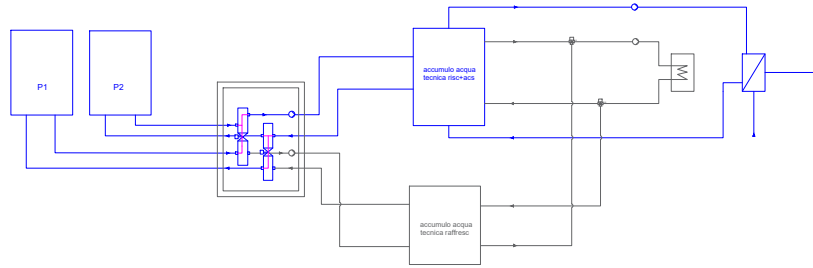 P1
P2
accumulo acqua
tecnica risc+acs
accumulo acqua
tecnica raffresc